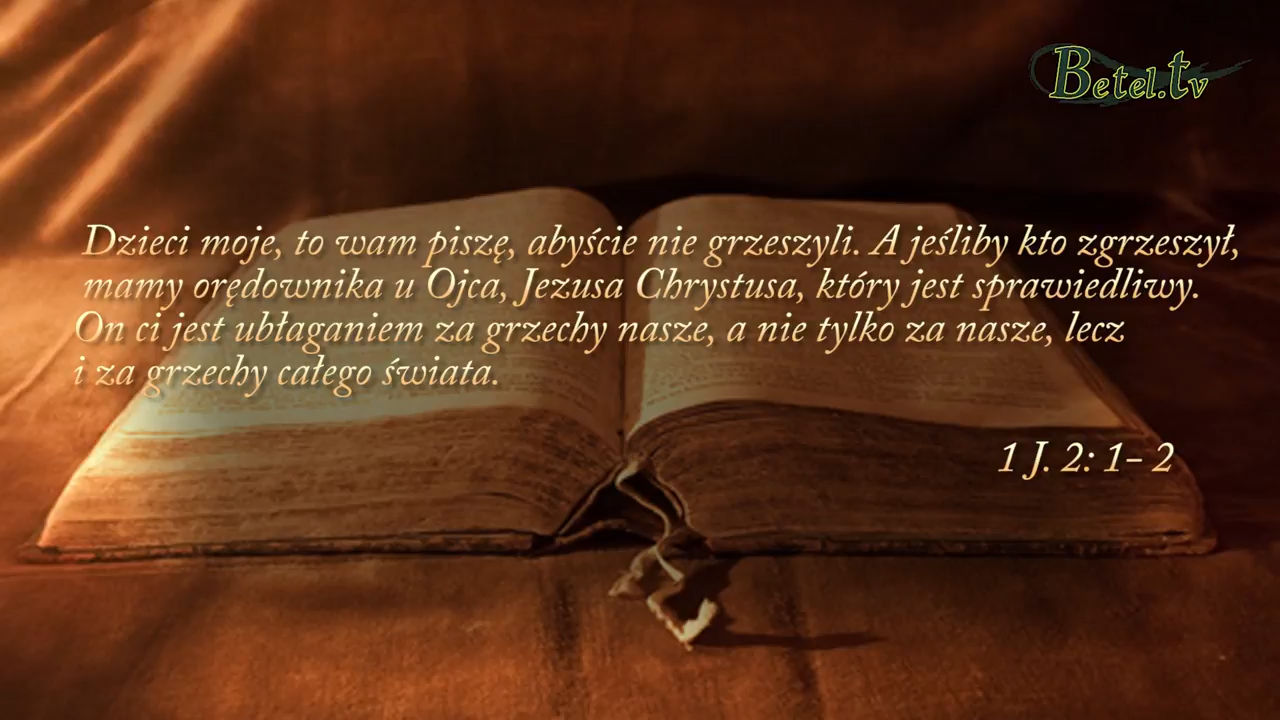 Betel.tv
Dzieci moje, to wam piszę, abyście nie grzeszyli. A jeśliby kto zgrzeszył,
mamy orędownika u Ojca, Jezusa Chrystusa, który jest sprawiedliwy.
On ci jest ubłaganiem za grzechy nasze, a nie tylko za nasze, lecz
i za grzechy całego świata.
1 J. 2: 1- 2